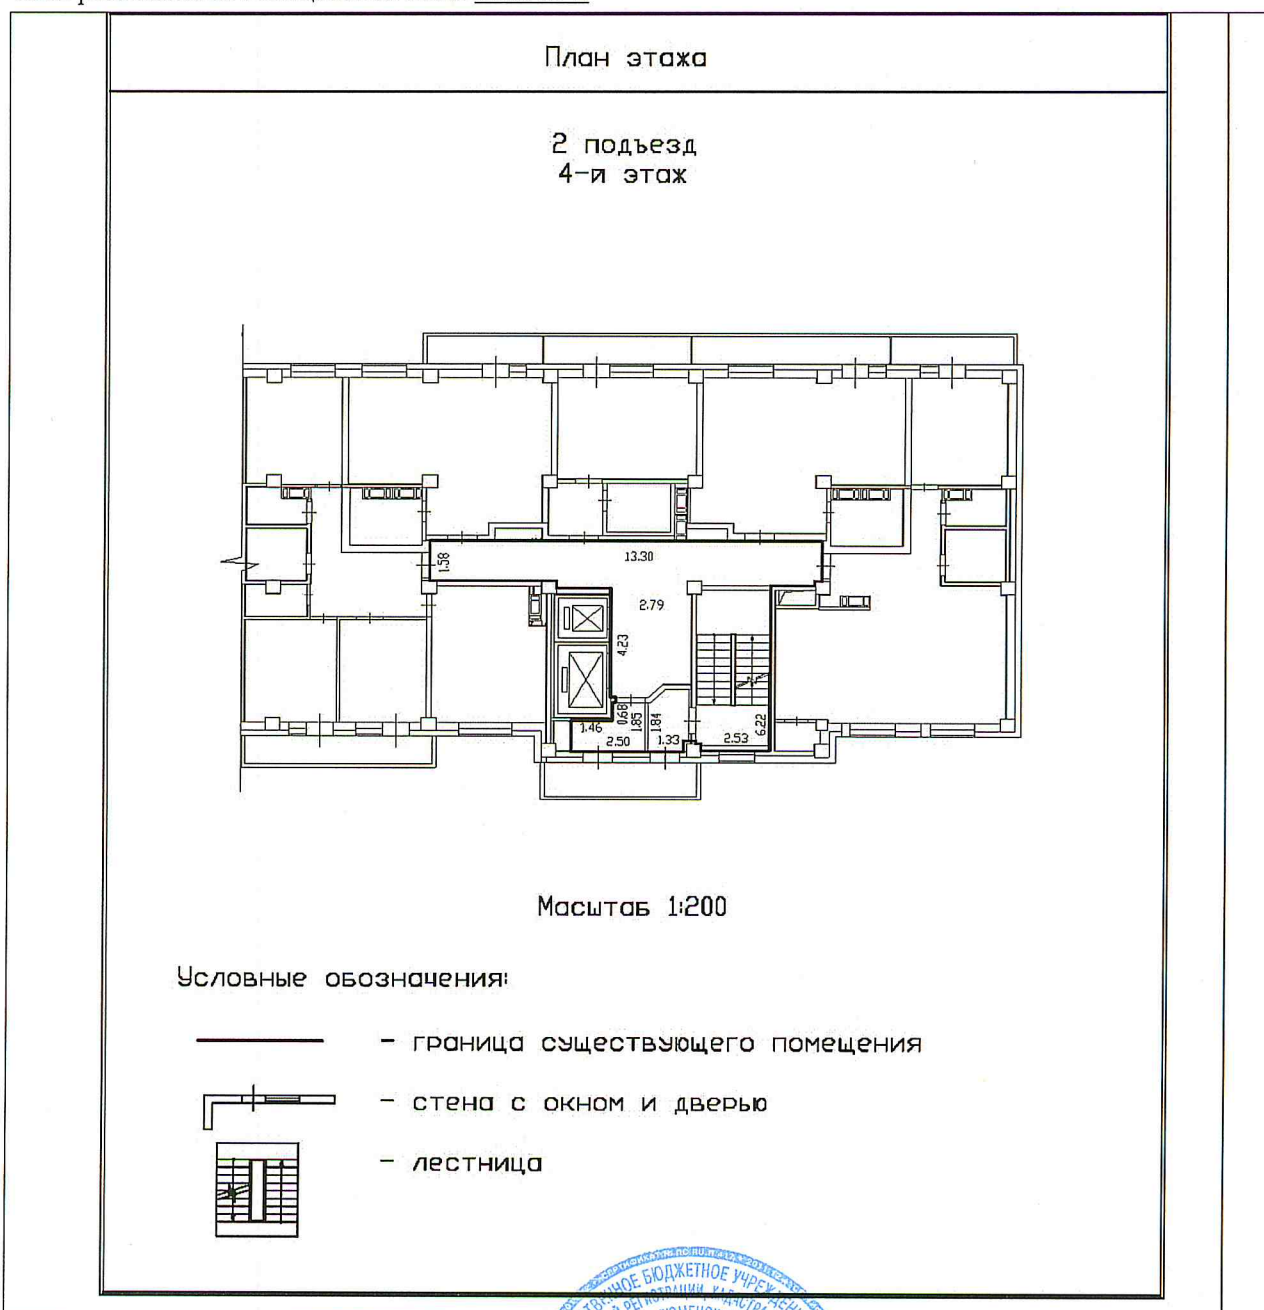 План этажа
2 подъезд
4-й этаж
13.30
1.58
2.79
4.23
0.68
1.85
1.84
1.46
2.50
1.33
2.53
6.22
Масштаб 1:200
Условные обозначения:
- граница существующего помещения
- стена с окном и дверью
- лестница
БЮДЖЕТНОЕ